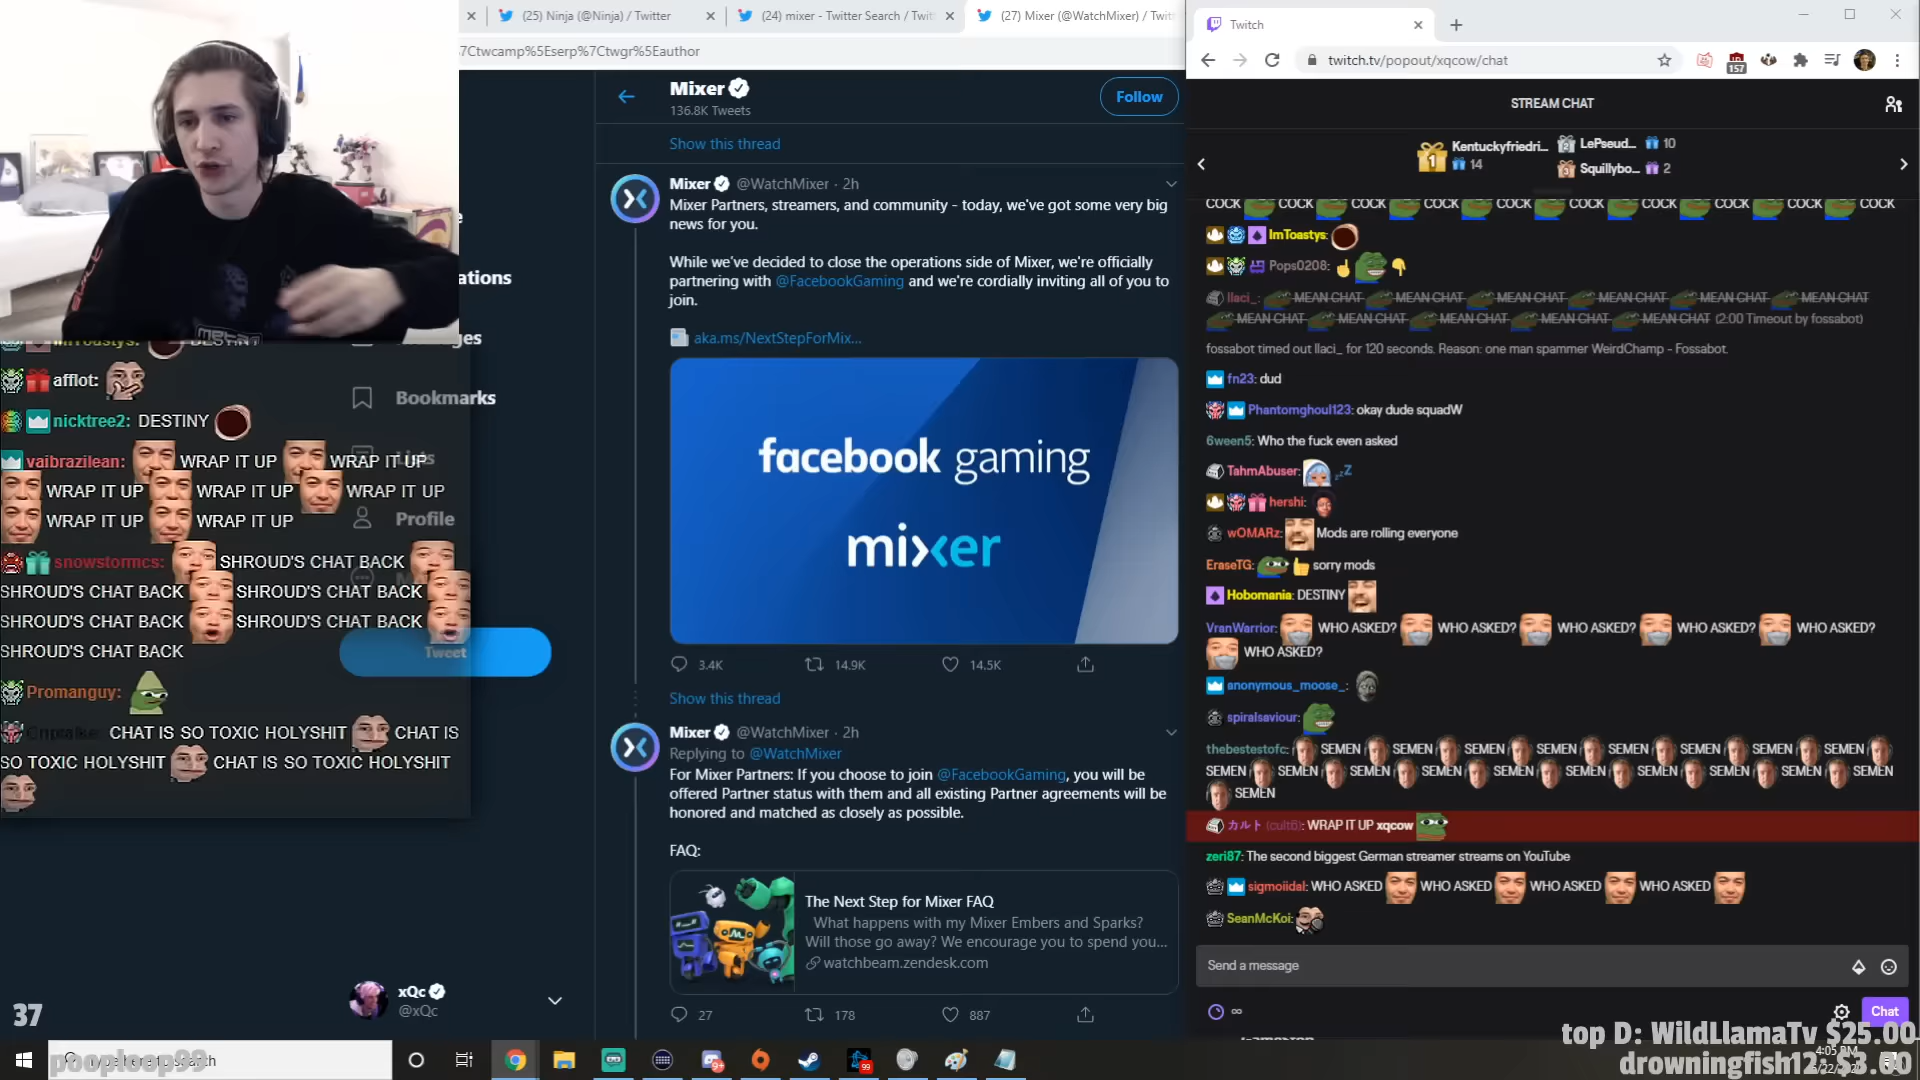 (25) Ninja (@Ninja) / Twitter
(24) mixer - Twitter Search / Twit
(27) Mixer (@WatchMixer) / Twit
7Ctwcamp%5Eserp%7Ctwgr%5Eauthor
Mixer
136.8K Tweets
Follow
Show this thread
Mixer @WatchMixer · 2h
Mixer Partners, streamers, and community - today, we've got some very big
news for you.
While we've decided to close the operations side of Mixer, we're officially
partnering with @FacebookGaming and we're cordially inviting all of you to
join.
aka.ms/NextStepForMix...
facebook gaming
mixer
3.4K
14.9K
14.5K
Show this thread
Mixer @WatchMixer · 2h
Replying to @WatchMixer
For Mixer Partners: If you choose to join @FacebookGaming, you will be
offered Partner status with them and all existing Partner agreements will be
honored and matched as closely as possible.
FAQ:
The Next Step for Mixer FAQ
What happens with my Mixer Embers and Sparks?
Will those go away? We encourage you to spend you...
watchbeam.zendesk.com
27
178
887
ations
Bookmarks
Profile
Tweet
xQc
@xQc
afflot:
nicktree2: DESTINY
vaibrazilean: WRAP IT UP WRAP IT UP
WRAP IT UP WRAP IT UP WRAP IT UP
WRAP IT UP WRAP IT UP
snowstormcs: SHROUD'S CHAT BACK
SHROUD'S CHAT BACK SHROUD'S CHAT BACK
SHROUD'S CHAT BACK SHROUD'S CHAT BACK
SHROUD'S CHAT BACK
Promanguy:
CHAT IS SO TOXIC HOLYSHIT CHAT IS
SO TOXIC HOLYSHIT CHAT IS SO TOXIC HOLYSHIT
37
pooploop99
Twitch
twitch.tv/popout/xqcow/chat
157
STREAM CHAT
1 Kentuckyfriedri... 14
2 LePseud... 10
3 Squillybo... 2
COCK COCK COCK COCK COCK COCK COCK COCK COCK COCK
ImToastys:
Pops0208:
llaci_: MEAN CHAT MEAN CHAT MEAN CHAT MEAN CHAT MEAN CHAT MEAN CHAT
MEAN CHAT MEAN CHAT MEAN CHAT MEAN CHAT MEAN CHAT (2:00 Timeout by fossabot)
fossabot timed out llaci_ for 120 seconds. Reason: one man spammer WeirdChamp - Fossabot.
fn23: dud
Phantomghoul123: okay dude squadW
6ween5: Who the fuck even asked
TahmAbuser:
hershi:
wOMARz: Mods are rolling everyone
EraseTG: sorry mods
Hobomania: DESTINY
VranWarrior: WHO ASKED? WHO ASKED? WHO ASKED? WHO ASKED? WHO ASKED?
WHO ASKED?
anonymous_moose_:
spiralsaviour:
thebestestofc: SEMEN SEMEN SEMEN SEMEN SEMEN SEMEN SEMEN SEMEN
SEMEN SEMEN SEMEN SEMEN SEMEN SEMEN SEMEN SEMEN SEMEN SEMEN
SEMEN
カルト (cult6): WRAP IT UP xqcow
zeri87: The second biggest German streamer streams on YouTube
sigmoiidal: WHO ASKED WHO ASKED WHO ASKED WHO ASKED
SeanMcKoi:
Send a message
Chat
top D: WildLlamaTv $25.00
drowningfish12: $3.00
4:05 PM